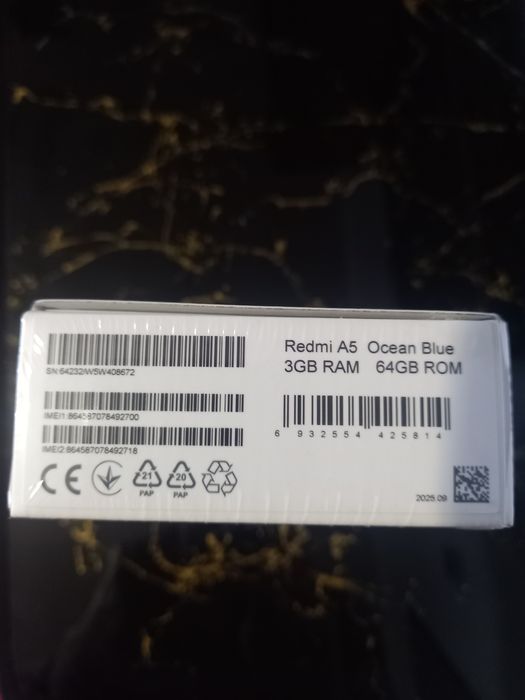 Redmi A5 Ocean Blue
3GB RAM 64GB ROM
SN:64232/W5W408672
IMEI1:864587078492700
IMEI2:864587078492718
6 932554 425814
21
PAP
20
PAP
CE
2025.09